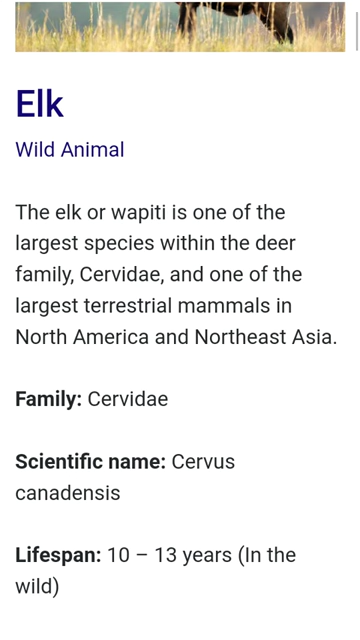 Elk
Wild Animal
The elk or wapiti is one of the
largest species within the deer
family, Cervidae, and one of the
largest terrestrial mammals in
North America and Northeast Asia.
Family: Cervidae
Scientific name: Cervus
canadensis
Lifespan: 10 – 13 years (In the
wild)